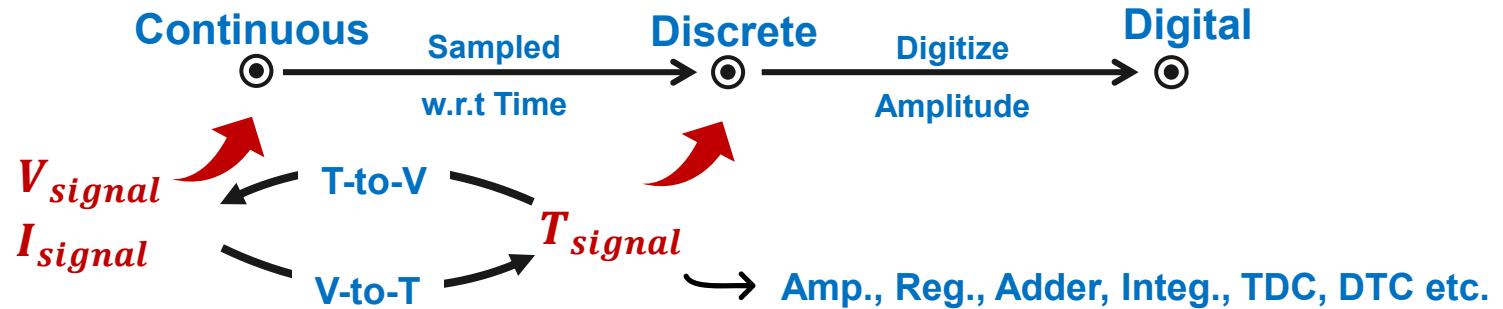 Continuous
Sampled
w.r.t Time
Discrete
Digitize
Amplitude
Digital
V_signal
I_signal
T-to-V
V-to-T
T_signal
Amp., Reg., Adder, Integ., TDC, DTC etc.